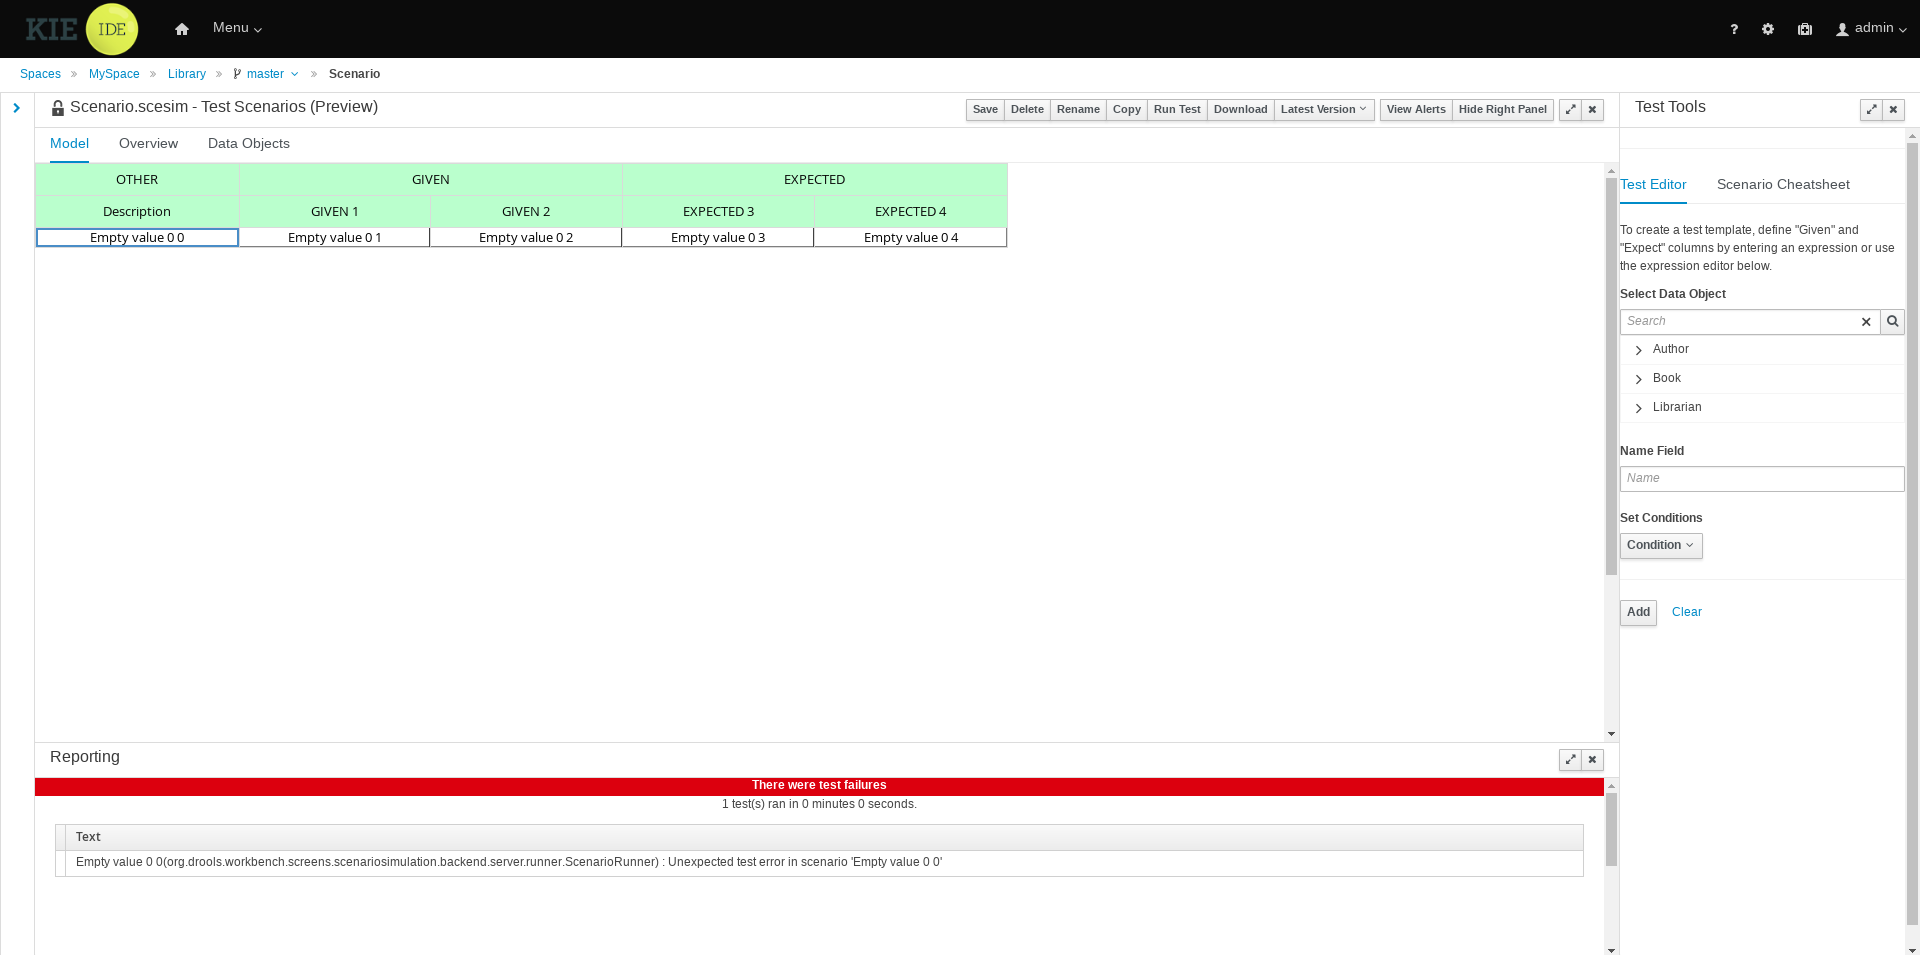 KIE IDE Menu ? admin
Spaces » MySpace » Library » master » Scenario
Scenario.scesim - Test Scenarios (Preview)
Save Delete Rename Copy Run Test Download Latest Version View Alerts Hide Right Panel
Model Overview Data Objects
OTHER GIVEN EXPECTED
Description GIVEN 1 GIVEN 2 EXPECTED 3 EXPECTED 4
Empty value 0 0 Empty value 0 1 Empty value 0 2 Empty value 0 3 Empty value 0 4
Reporting
There were test failures
1 test(s) ran in 0 minutes 0 seconds.
Text
Empty value 0 0(org.drools.workbench.screens.scenariosimulation.backend.server.runner.ScenarioRunner) : Unexpected test error in scenario 'Empty value 0 0'
Test Tools
Test Editor Scenario Cheatsheet
To create a test template, define "Given" and
"Expect" columns by entering an expression or use
the expression editor below.
Select Data Object
Search
Author
Book
Librarian
Name Field
Name
Set Conditions
Condition
Add Clear